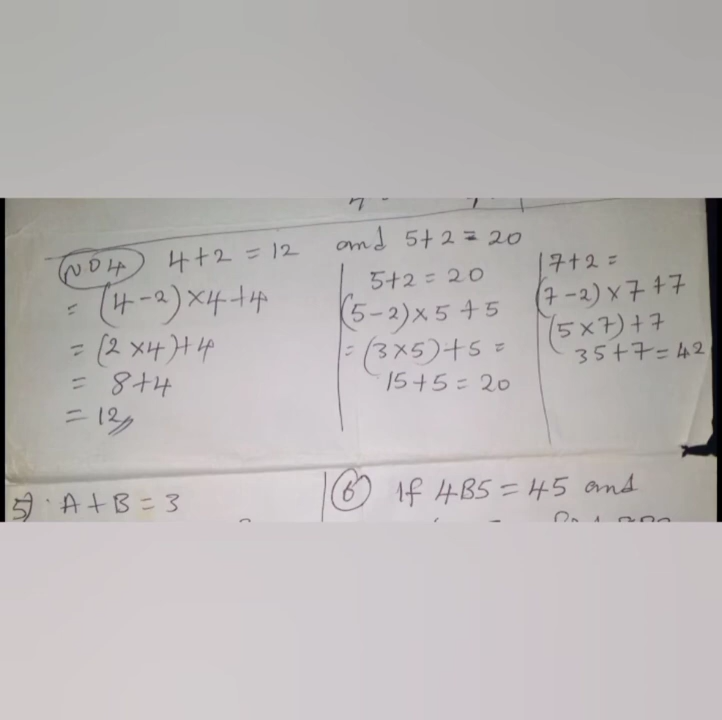 No 4 4+2 = 12 and 5+2 = 20
= (4-2)×4+4
= (2×4)+4
= 8+4
= 12
5+2 = 20
(5-2)×5+5
= (3×5)+5 =
15+5 = 20
7+2 =
(7-2)×7+7
(5×7)+7
35+7=42
5) A+B=3
6 If 4B5=45 and